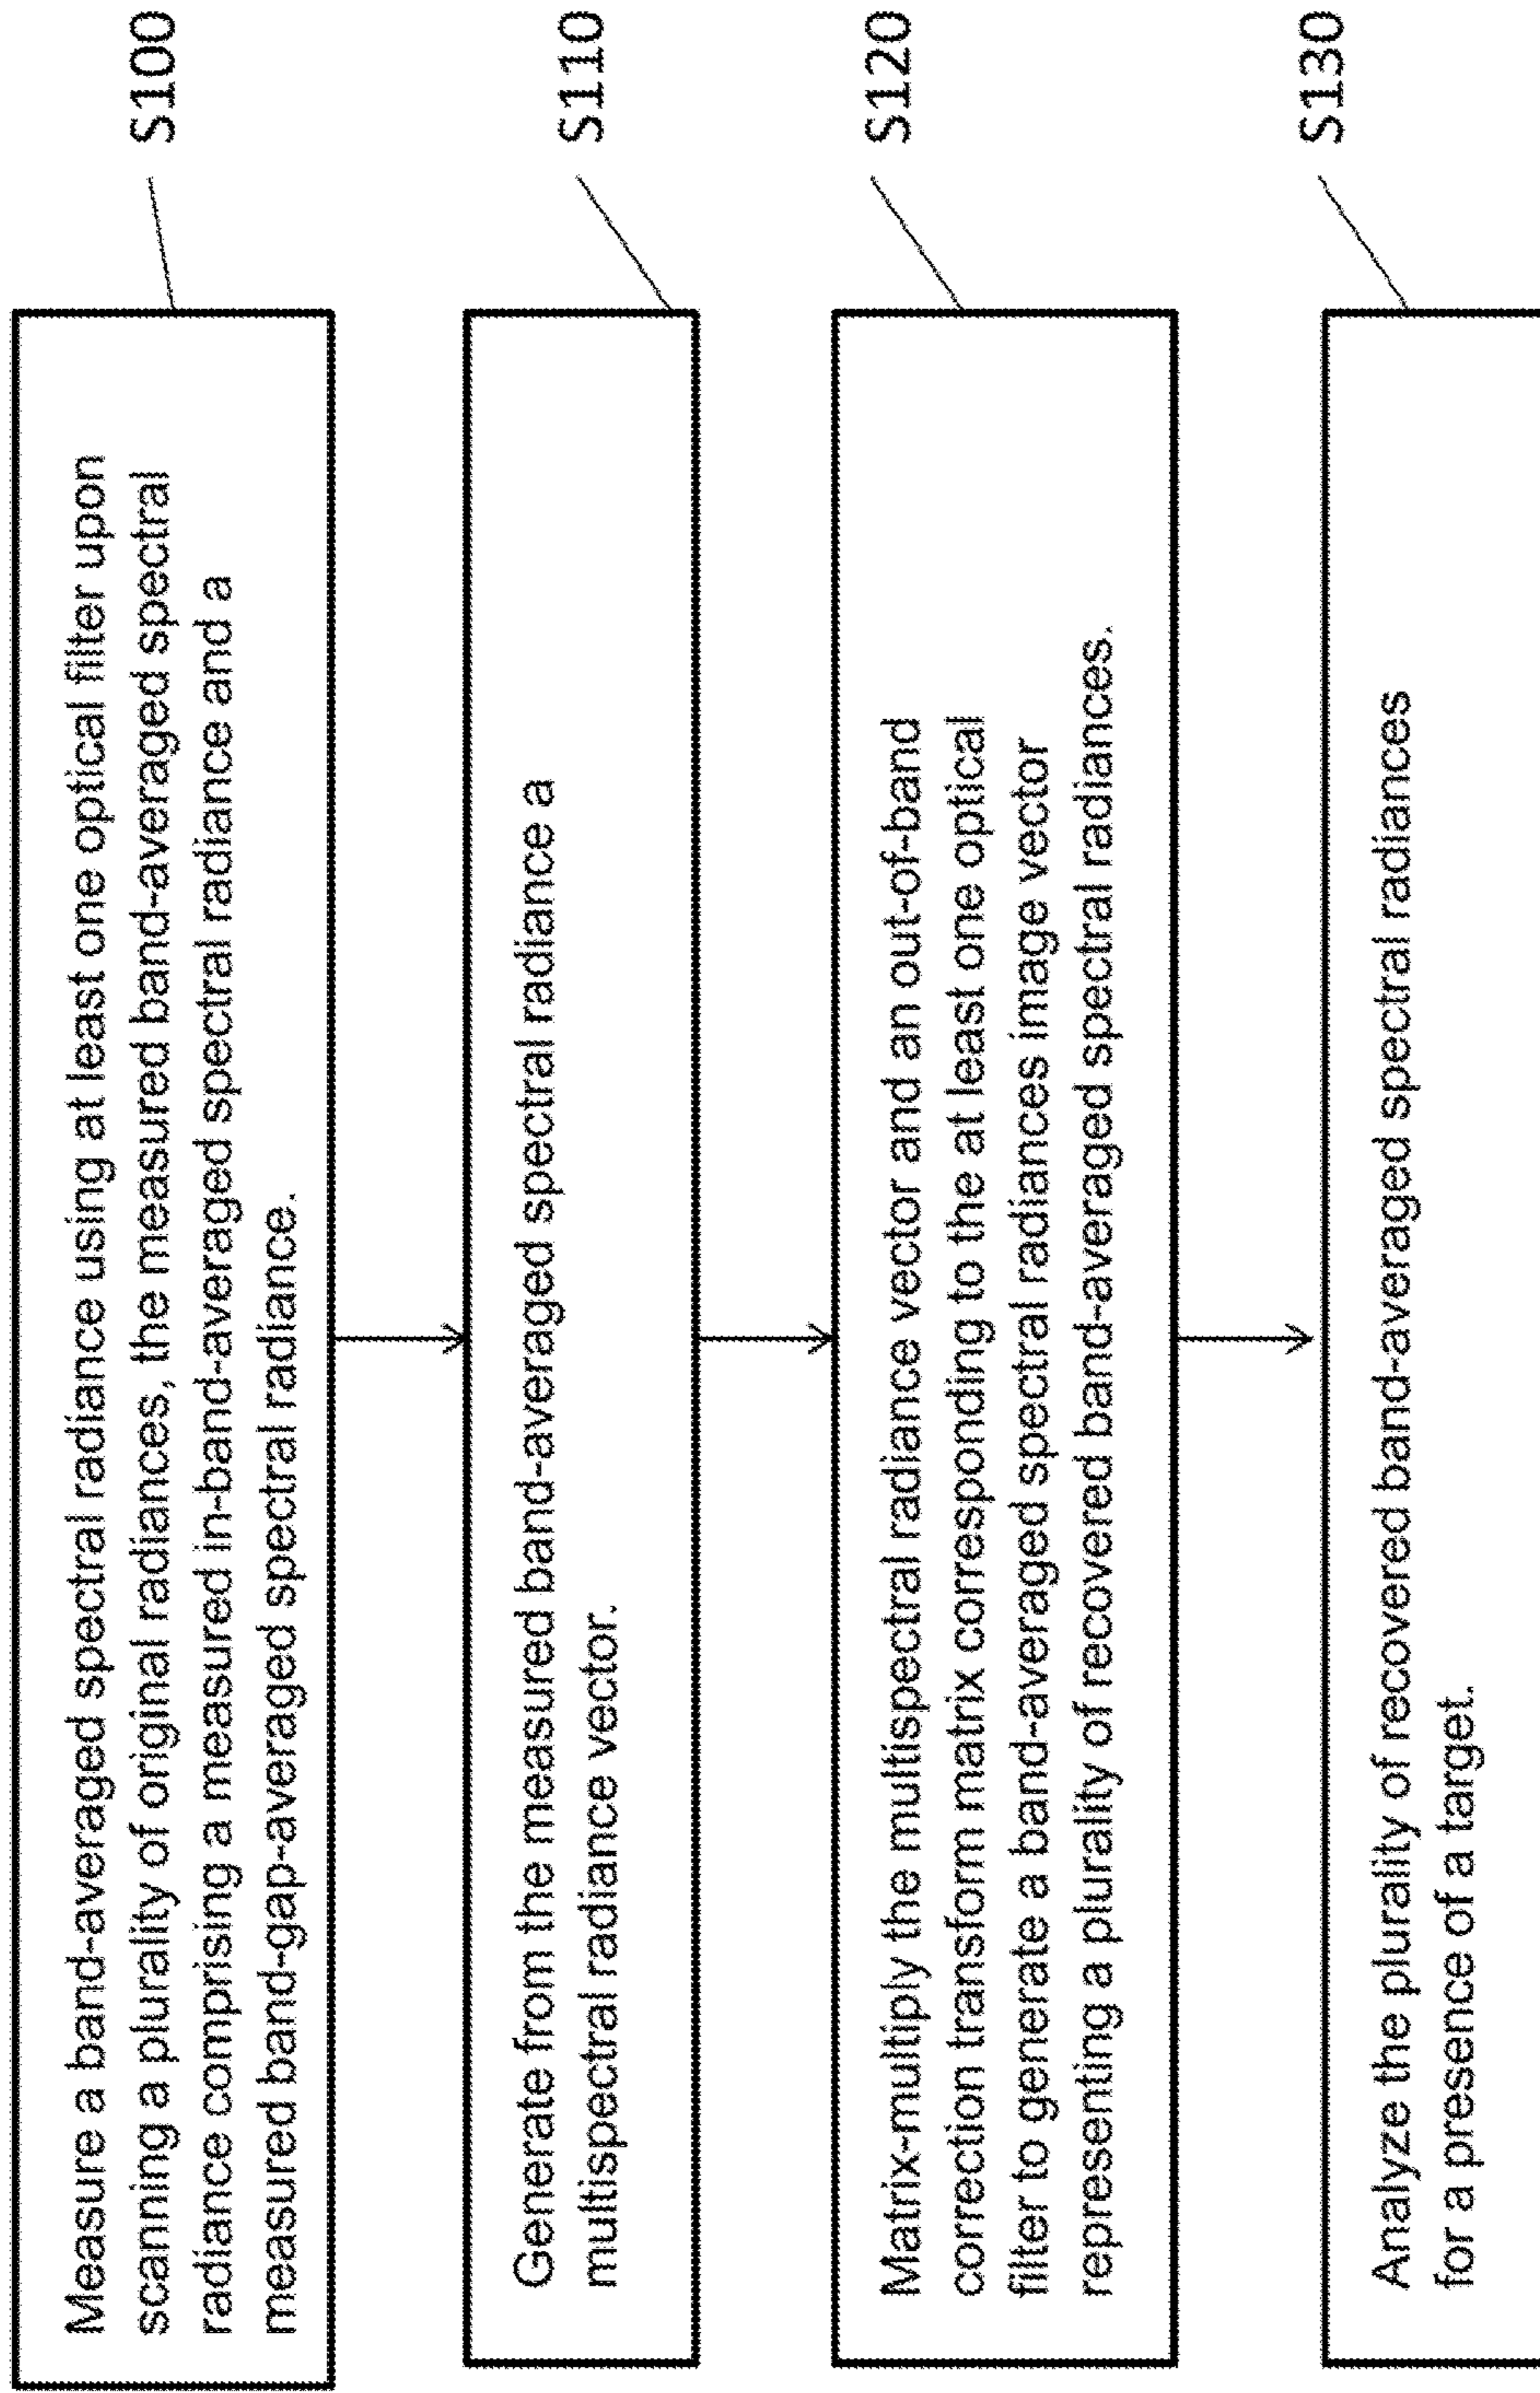 Measure a band-averaged spectral radiance using at least one optical filter upon
scanning a plurality of original radiances, the measured band-averaged spectral
radiance comprising a measured in-band-averaged spectral radiance and a
measured band-gap-averaged spectral radiance.
S100
Generate from the measured band-averaged spectral radiance a
multispectral radiance vector.
S110
Matrix-multiply the multispectral radiance vector and an out-of-band
correction transform matrix corresponding to the at least one optical
filter to generate a band-averaged spectral radiances image vector
representing a plurality of recovered band-averaged spectral radiances.
S120
Analyze the plurality of recovered band-averaged spectral radiances
for a presence of a target.
S130